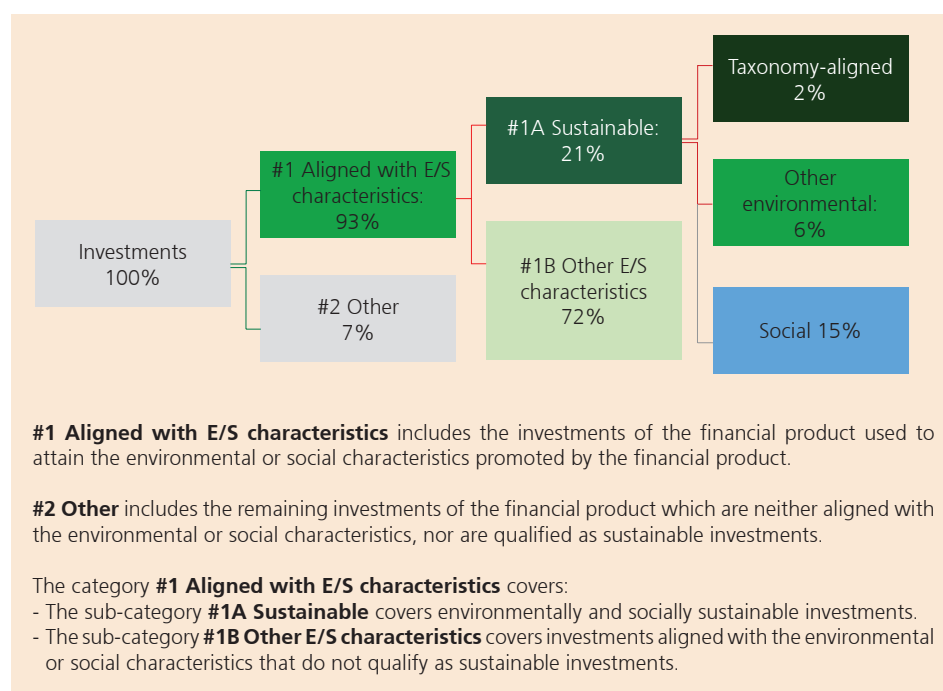 Investments
100%
#1 Aligned with E/S
characteristics:
93%
#2 Other
7%
#1A Sustainable:
21%
#1B Other E/S
characteristics
72%
Taxonomy-aligned
2%
Other
environmental:
6%
Social 15%
#1 Aligned with E/S characteristics includes the investments of the financial product used to
attain the environmental or social characteristics promoted by the financial product.
#2 Other includes the remaining investments of the financial product which are neither aligned with
the environmental or social characteristics, nor are qualified as sustainable investments.
The category #1 Aligned with E/S characteristics covers:
- The sub-category #1A Sustainable covers environmentally and socially sustainable investments.
- The sub-category #1B Other E/S characteristics covers investments aligned with the environmental
or social characteristics that do not qualify as sustainable investments.